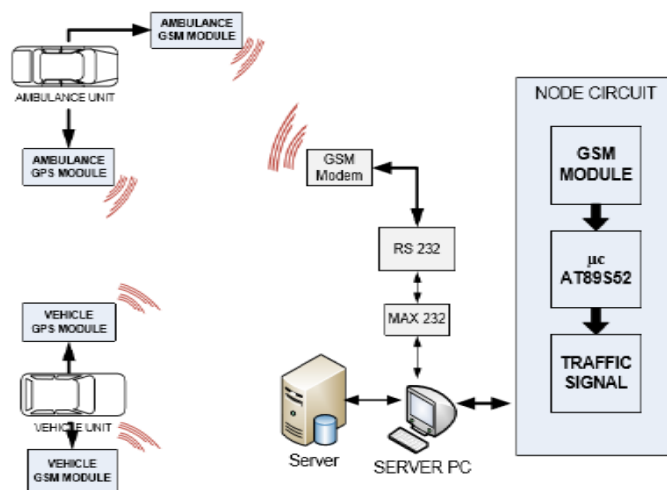 AMBULANCE
GSM MODULE
AMBULANCE UNIT
AMBULANCE
GPS MODULE
VEHICLE
GPS MODULE
VEHICLE UNIT
VEHICLE
GSM MODULE
GSM
Modem
RS 232
MAX 232
Server
SERVER PC
NODE CIRCUIT
GSM
MODULE
µc
AT89S52
TRAFFIC
SIGNAL